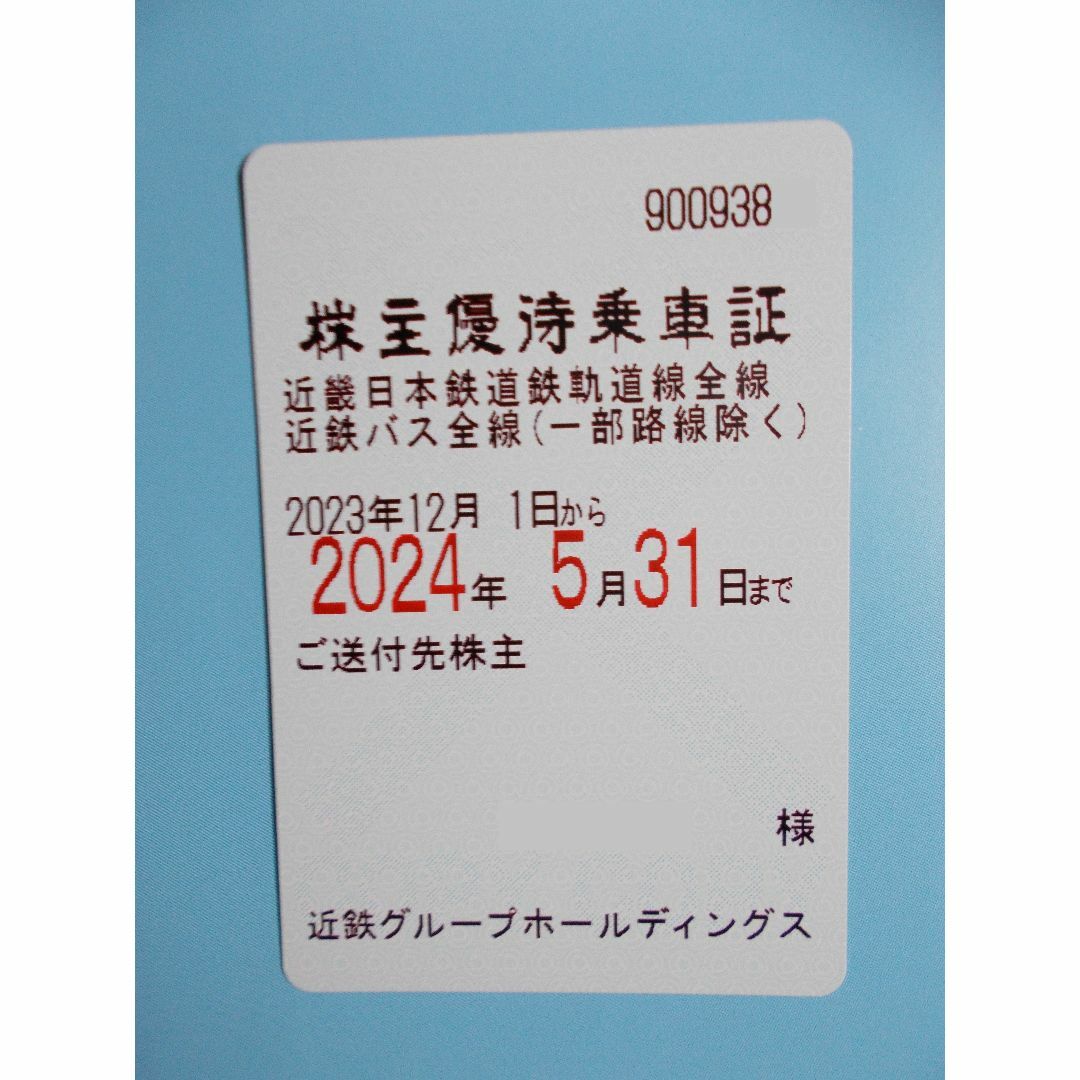 900938
株主優待乗車証
近畿日本鉄道鉄軌道線全線
近鉄バス全線(一部路線除く)
2023年12月 1日から
2024年 5月31日まで
ご送付先株主
様
近鉄グループホールディングス